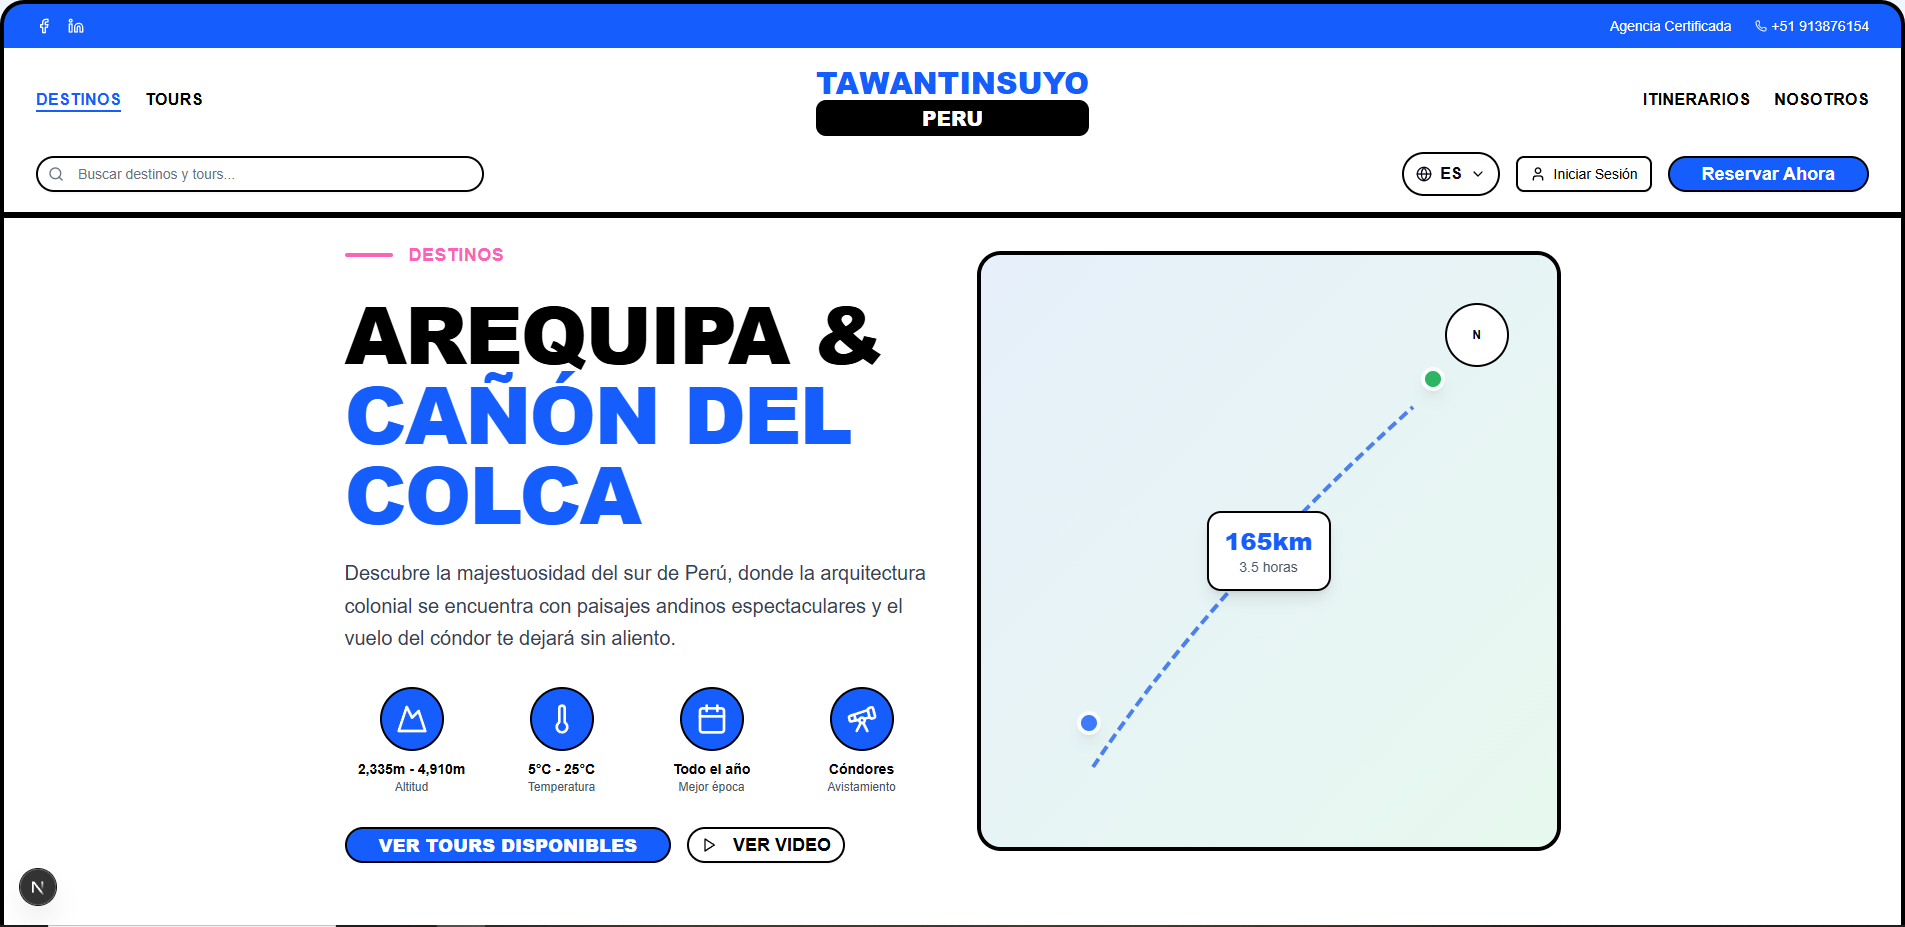 Agencia Certificada
+51 913876154
DESTINOS
TOURS
TAWANTINSUYO
PERU
ITINERARIOS
NOSOTROS
Buscar destinos y tours...
ES
Iniciar Sesión
Reservar Ahora
DESTINOS
AREQUIPA &
CAÑÓN DEL
COLCA
Descubre la majestuosidad del sur de Perú, donde la arquitectura
colonial se encuentra con paisajes andinos espectaculares y el
vuelo del cóndor te dejará sin aliento.
2,335m - 4,910m
Altitud
5°C - 25°C
Temperatura
Todo el año
Mejor época
Cóndores
Avistamiento
VER TOURS DISPONIBLES
VER VIDEO
N
165km
3.5 horas
N